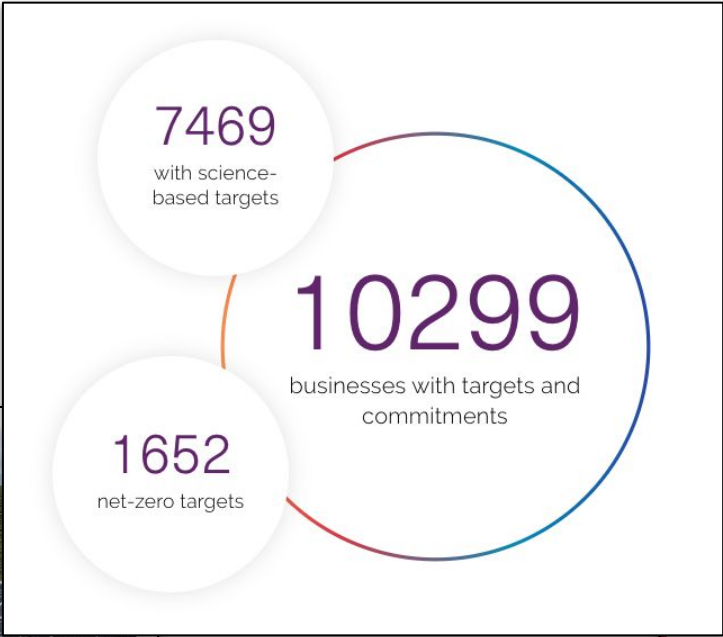 7469
with science-
based targets
10299
businesses with targets and
commitments
1652
net-zero targets